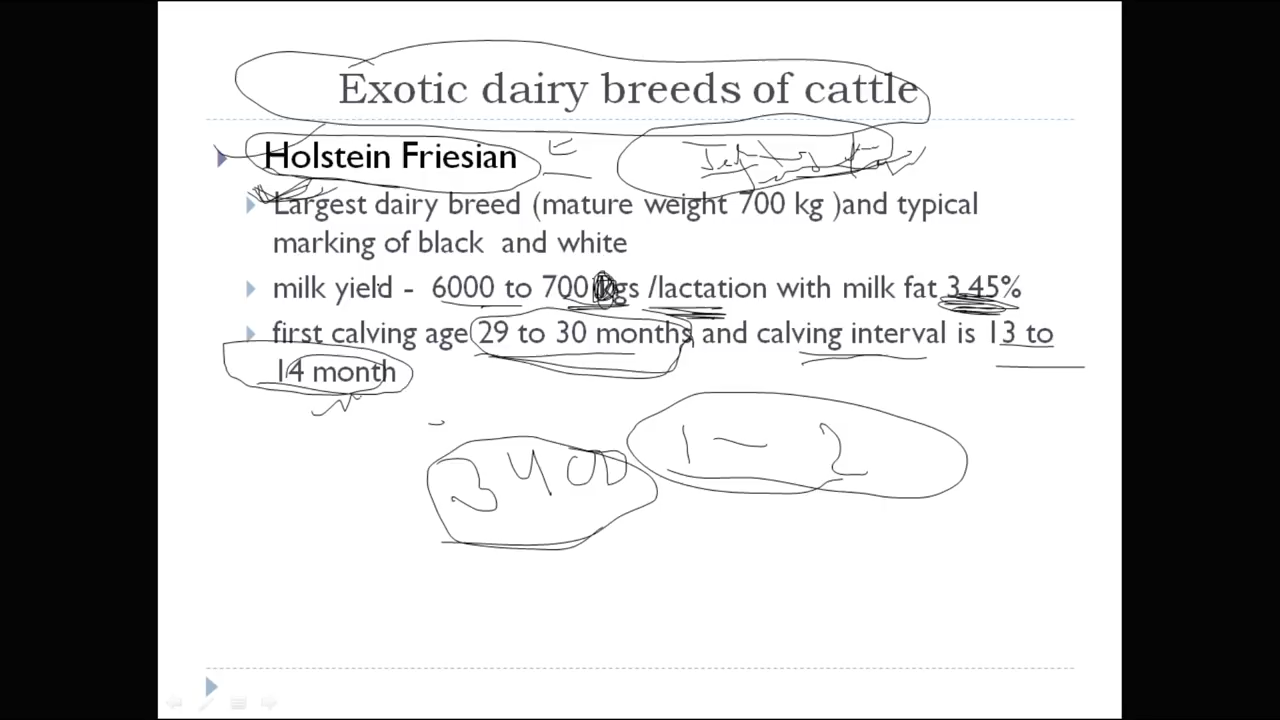 Exotic dairy breeds of cattle
Holstein Friesian E
Largest dairy breed (mature weight 700 kg )and typical
marking of black and white
milk yield - 6000 to 700 kgs /lactation with milk fat 3.45%
first calving age 29 to 30 months and calving interval is 13 to
14 month
1 - 2
3400